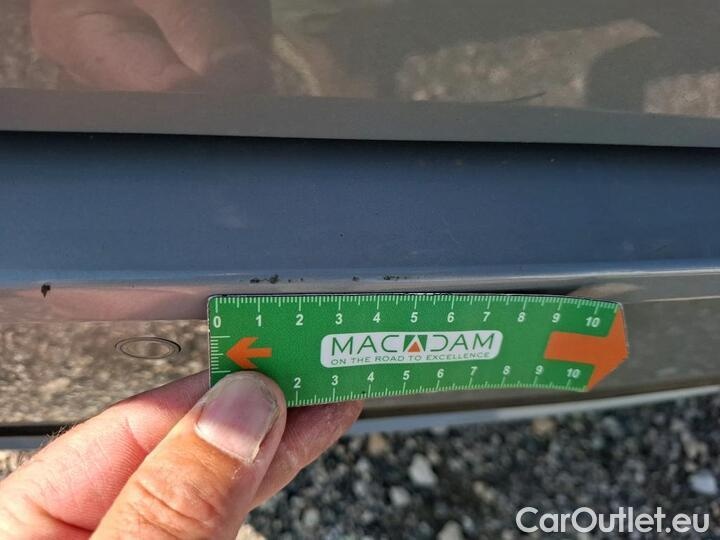 0 1 2 3 4 5 6 7 8 9 10
MACADAM
ON THE ROAD TO EXCELLENCE
2 3 4 5 6 7 8 9 10
CarOutlet.eu